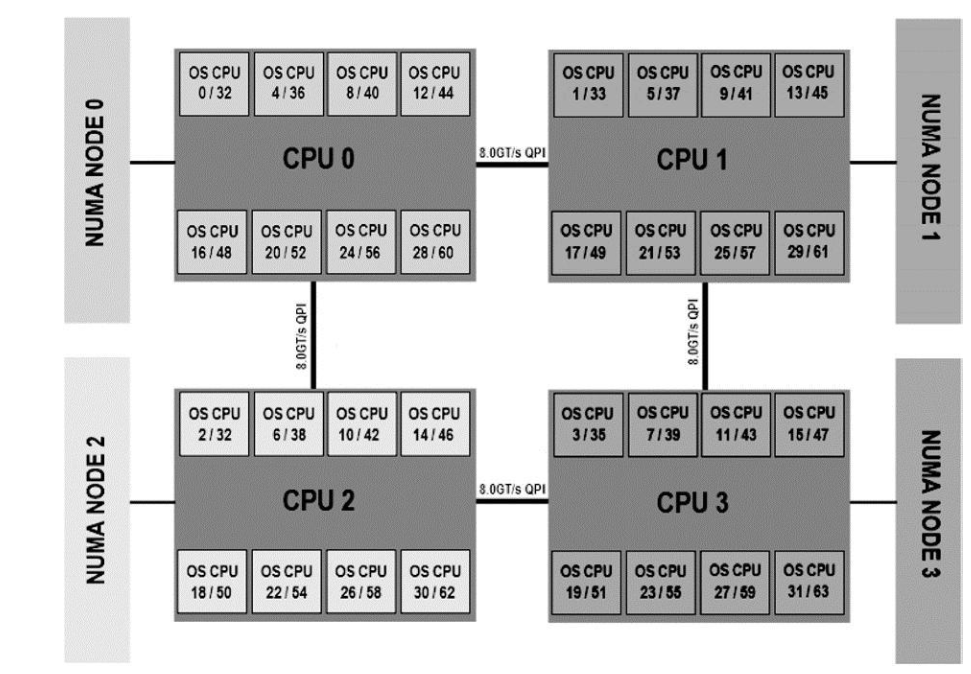 NUMA NODE 0
OS CPU
0 / 32
OS CPU
4 / 36
OS CPU
8 / 40
OS CPU
12 / 44
CPU 0
OS CPU
16 / 48
OS CPU
20 / 52
OS CPU
24 / 56
OS CPU
28 / 60
8.0GT/s QPI
OS CPU
1 / 33
OS CPU
5 / 37
OS CPU
9 / 41
OS CPU
13 / 45
CPU 1
OS CPU
17 / 49
OS CPU
21 / 53
OS CPU
25 / 57
OS CPU
29 / 61
NUMA NODE 1
8.0GT/s QPI
8.0GT/s QPI
NUMA NODE 2
OS CPU
2 / 32
OS CPU
6 / 38
OS CPU
10 / 42
OS CPU
14 / 46
CPU 2
OS CPU
18 / 50
OS CPU
22 / 54
OS CPU
26 / 58
OS CPU
30 / 62
8.0GT/s QPI
OS CPU
3 / 35
OS CPU
7 / 39
OS CPU
11 / 43
OS CPU
15 / 47
CPU 3
OS CPU
19 / 51
OS CPU
23 / 55
OS CPU
27 / 59
OS CPU
31 / 63
NUMA NODE 3